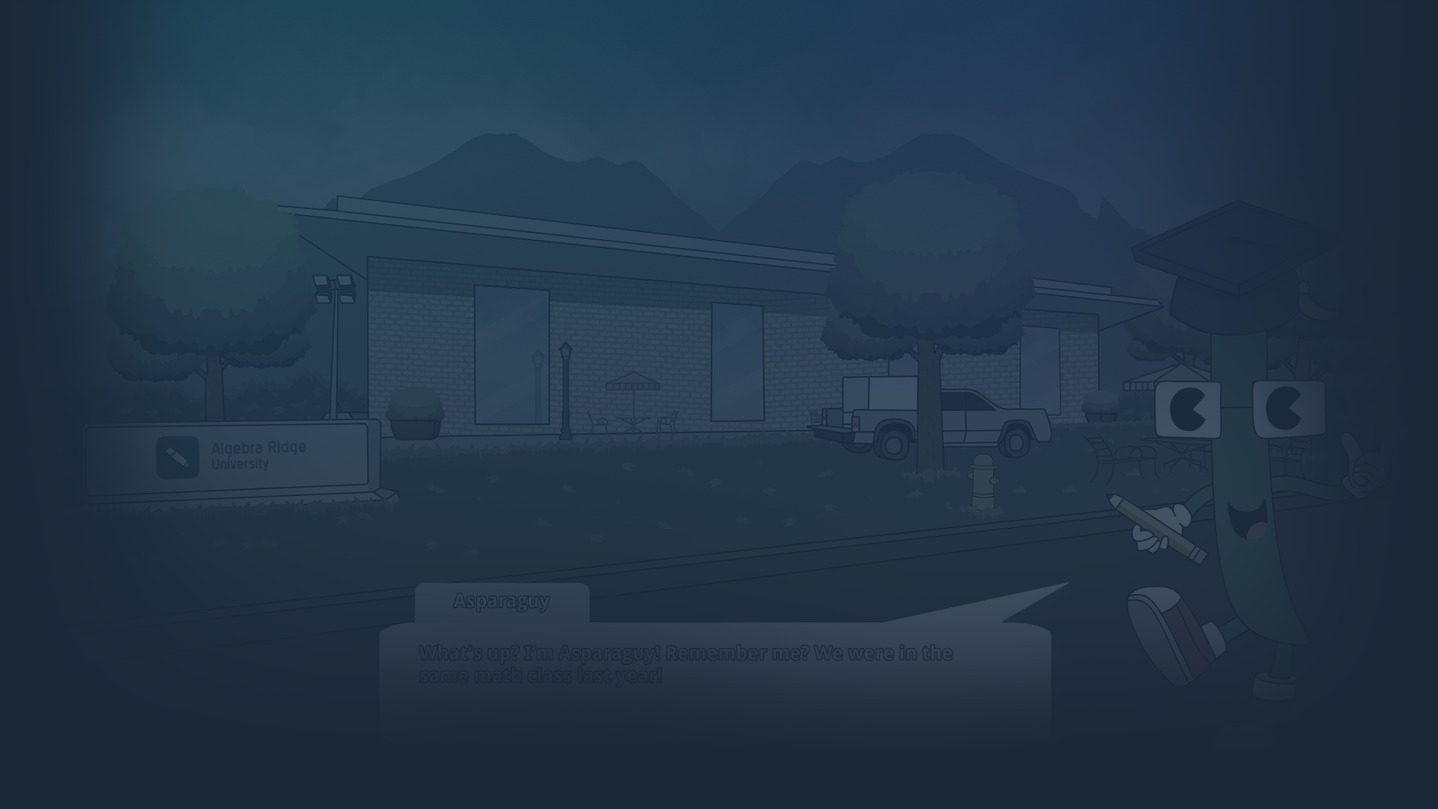 Algebra Ridge
University
Asparaguy
What's up? I'm Asparaguy! Remember me? We were in the
same math class last year!